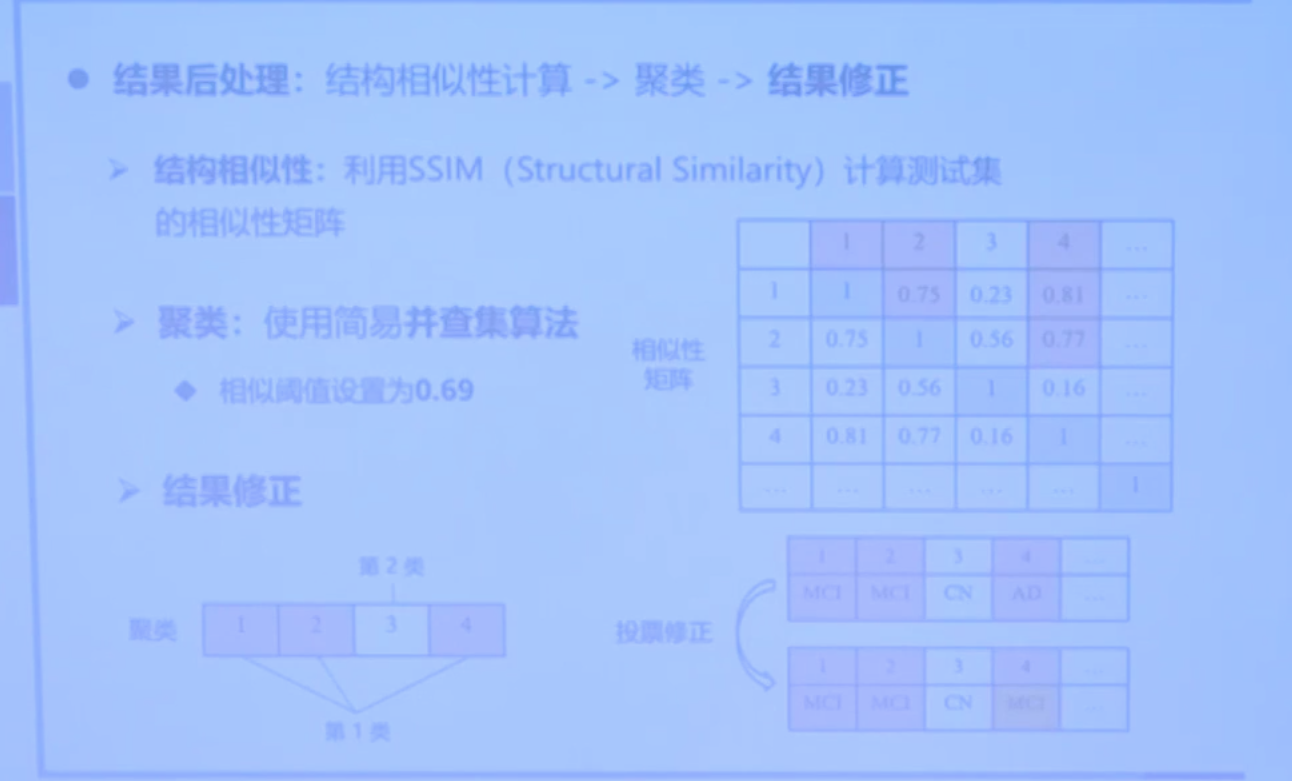 ● 结果后处理：结构相似性计算 -> 聚类 -> 结果修正
➢ 结构相似性：利用SSIM（Structural Similarity）计算测试集
的相似性矩阵
➢ 聚类：使用简易并查集算法
◆ 相似阈值设置为0.69
➢ 结果修正
第 2 类
聚类 1 2 3 4
第 1 类
相似性
矩阵
1 2 3 4 ...
1 1 0.75 0.23 0.81 ...
2 0.75 1 0.56 0.77 ...
3 0.23 0.56 1 0.16 ...
4 0.81 0.77 0.16 1 ...
... ... ... ... ... 1
投票修正
1 2 3 4 ...
MCI MCI CN AD ...
1 2 3 4 ...
MCI MCI CN MCI ...